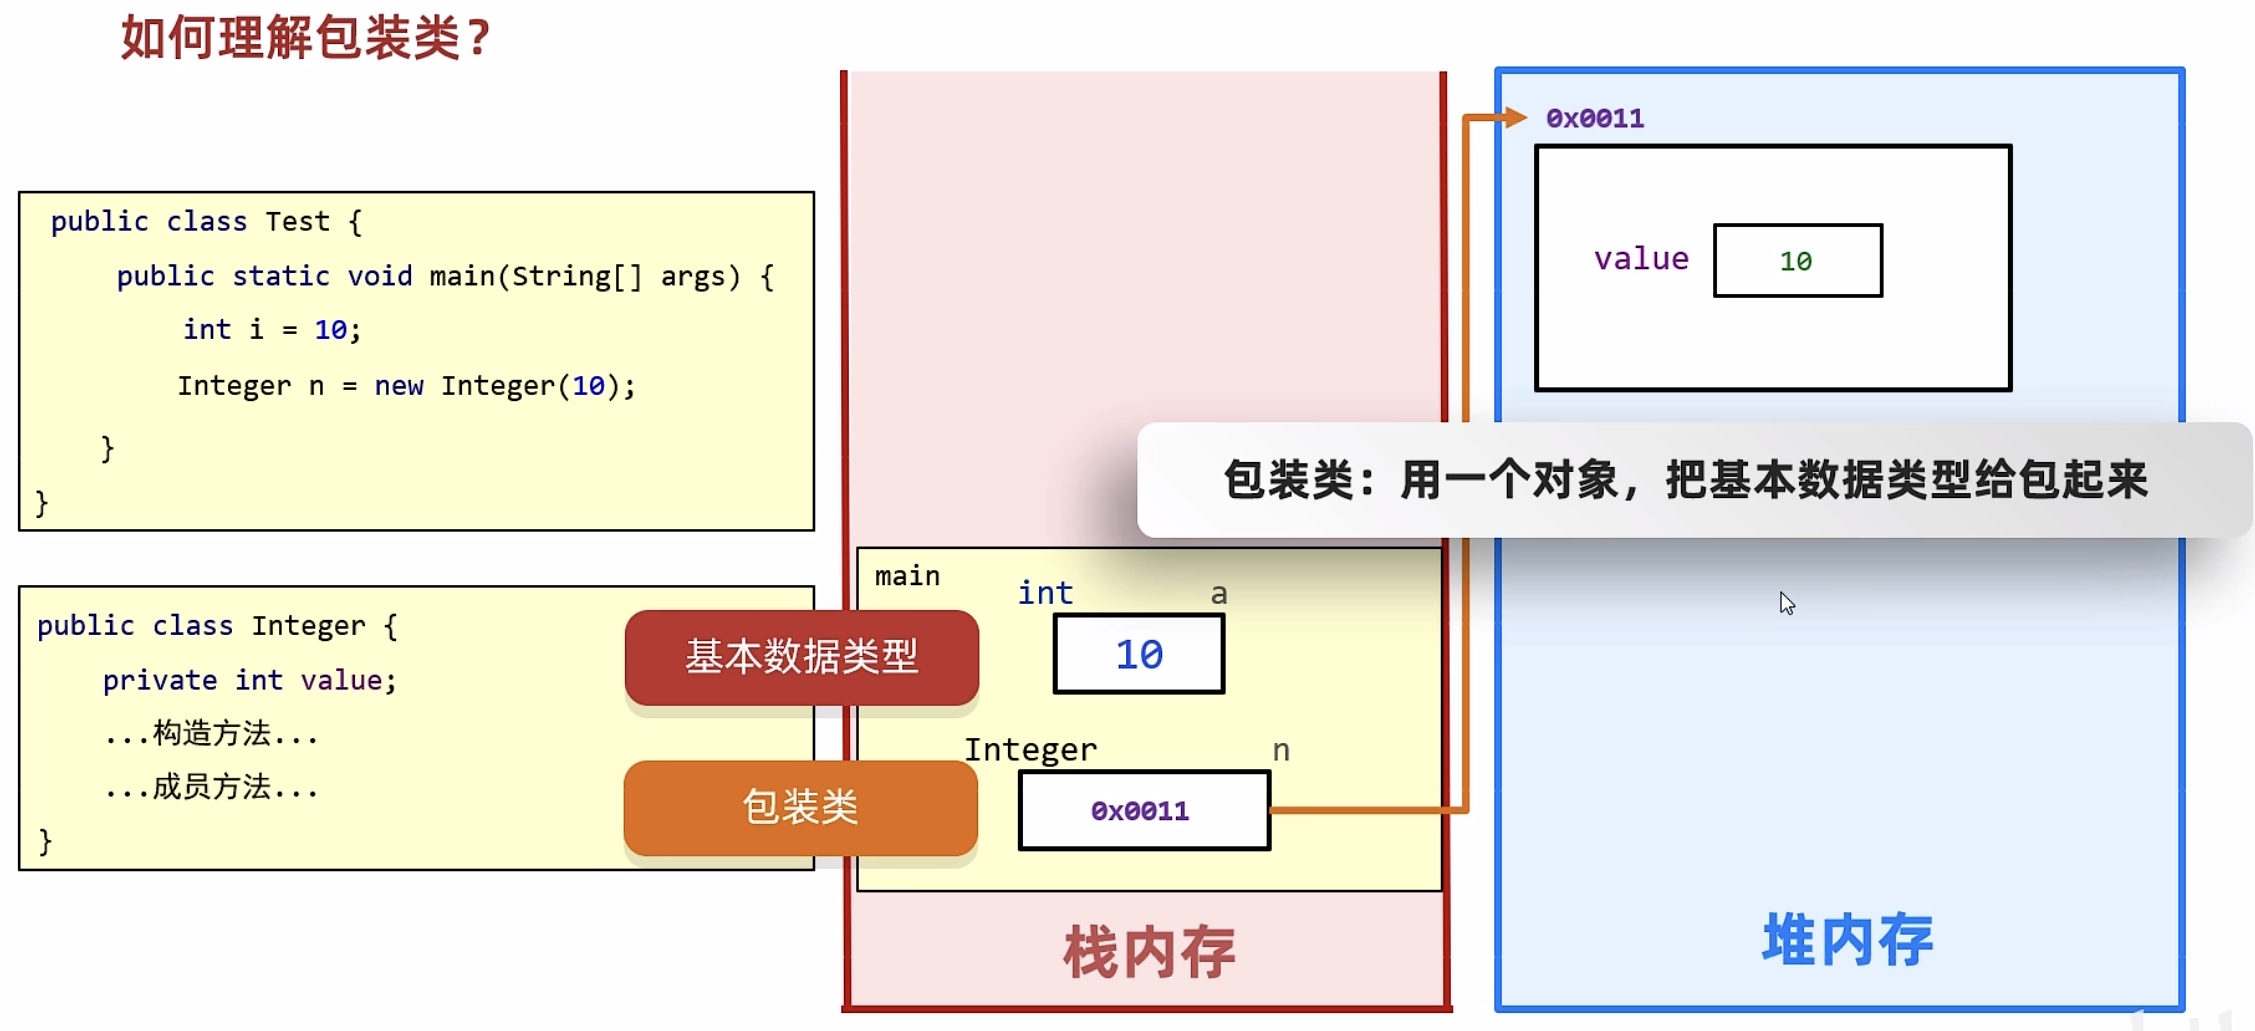 如何理解包装类？
public class Test {
public static void main(String[] args) {
int i = 10;
Integer n = new Integer(10);
}
}
public class Integer {
private int value;
...构造方法...
...成员方法...
}
基本数据类型
包装类
main
int a
10
Integer n
0x0011
栈内存
0x0011
value 10
包装类：用一个对象，把基本数据类型给包起来
堆内存